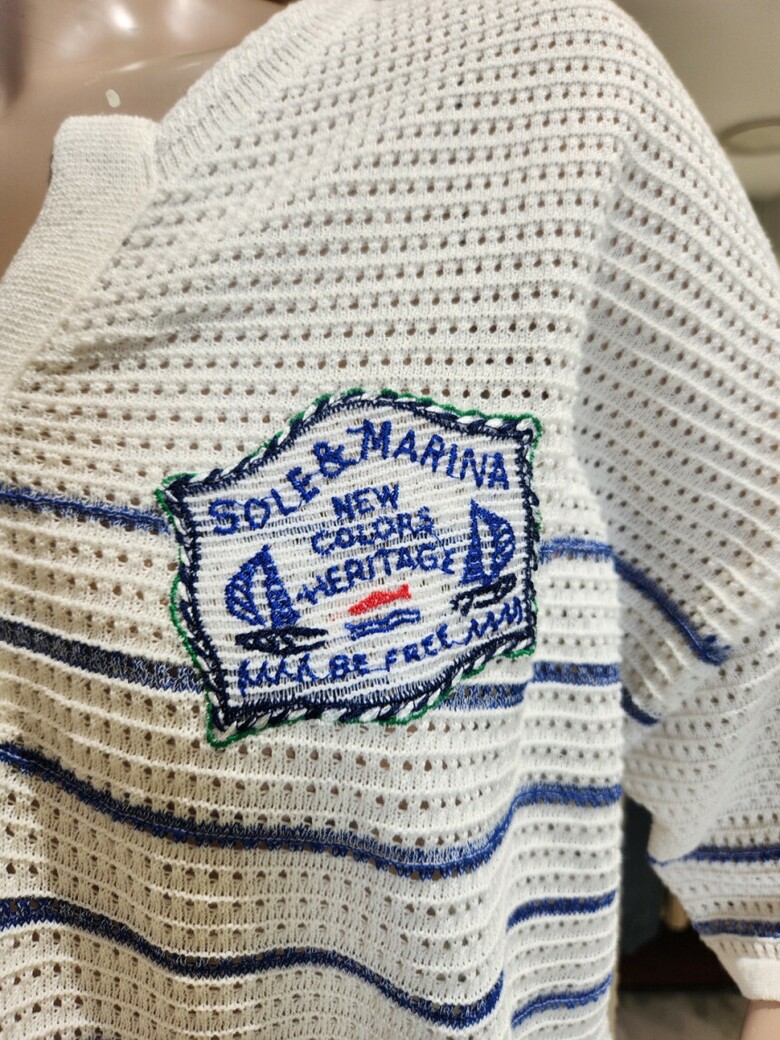 SOLE & MARINA
NEW
COLORS
HERITAGE
BE FREE